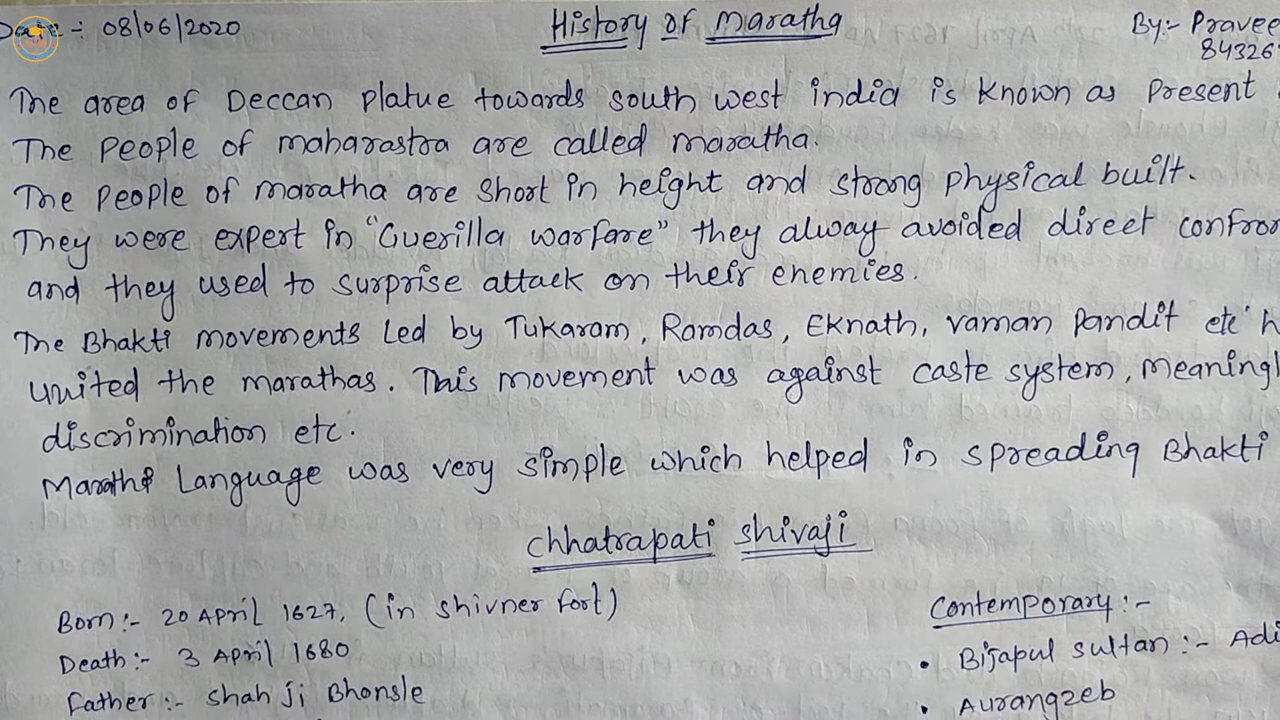 Date :- 08/06/2020
History of Maratha
By:- Pravee
84326
The area of Deccan Platue towards south west india is known as Present
The People of maharastra are called maratha.
The People of maratha are short in height and strong physical built.
They were expert in "Guerilla warfare" they alway avoided direct confron
and they used to surprise attack on their enemies.
The Bhakti movements Led by Tukaram, Ramdas, Eknath, vaman Pandit etc h
united the marathas. This movement was against caste system, meaningl
discrimination etc.
Marathi Language was very simple which helped in spreading Bhakti
Chhatrapati Shivaji
Born:- 20 April 1627, (in Shivner fort)
Contemporary :-
Death:- 3 April 1680
• Bijapul Sultan :- Adi
Father :- Shah ji Bhonsle
• Aurangzeb